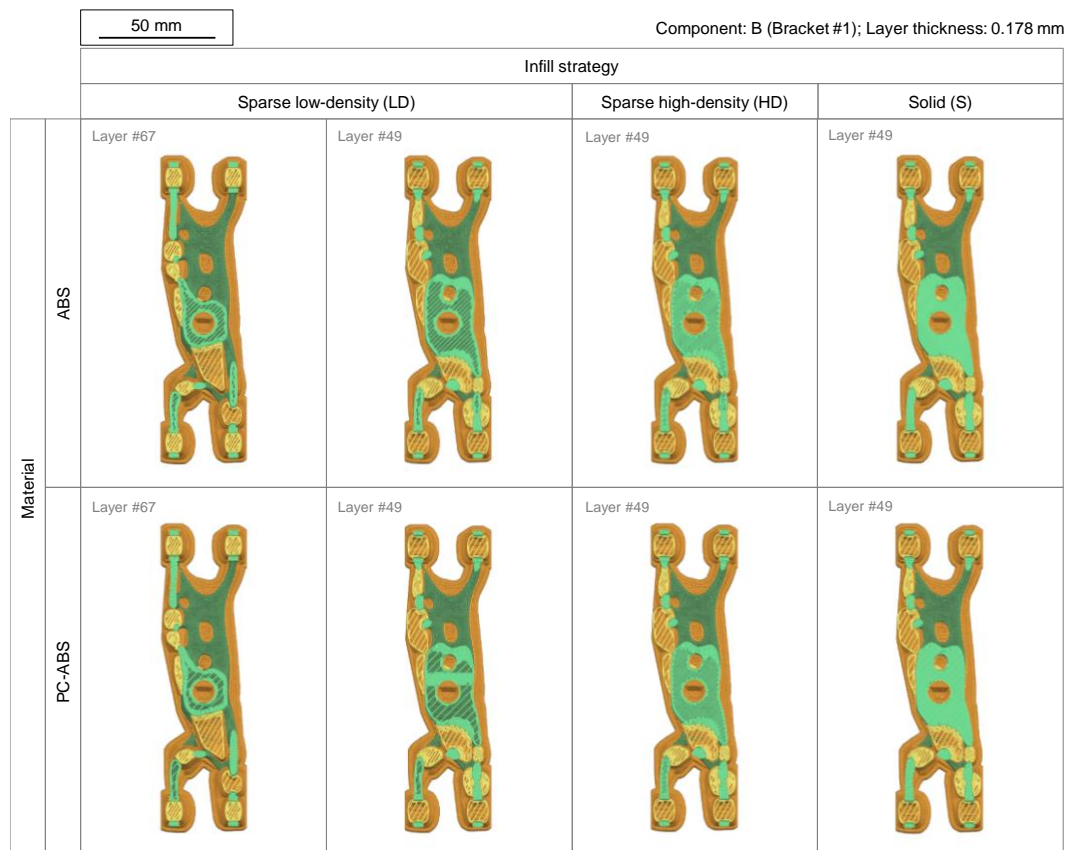 50 mm
Component: B (Bracket #1); Layer thickness: 0.178 mm
Infill strategy
Sparse low-density (LD)
Sparse high-density (HD)
Solid (S)
Material
ABS
Layer #67
Layer #49
Layer #49
Layer #49
PC-ABS
Layer #67
Layer #49
Layer #49
Layer #49